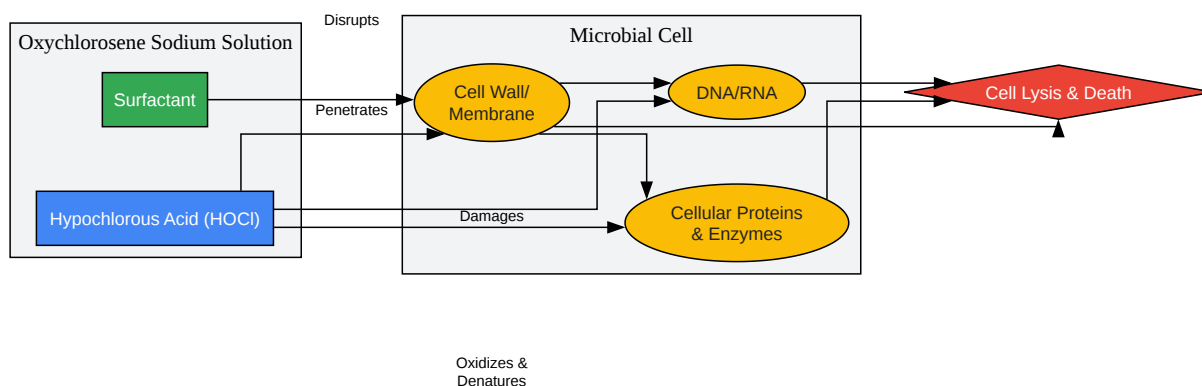 Disrupts
Oxychlorosene Sodium Solution
Microbial Cell
Surfactant
Cell Wall/
Membrane
DNA/RNA
Cell Lysis & Death
Penetrates
Hypochlorous Acid (HOCl)
Damages
Cellular Proteins
& Enzymes
Oxidizes &
Denatures